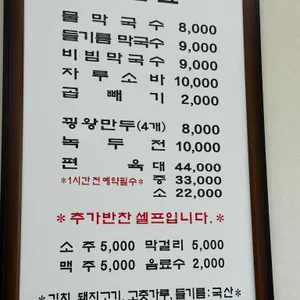 물 막 국 수 8,000
들기름 막국수 9,000
비 빔 막 국 수 9,000
자 루 소 바 10,000
곱 빼 기 2,000
꿩왕만두(4개) 8,000
녹 두 전 10,000
편 육 대 44,000
*1시간전예약필수* 중 33,000
소 22,000
* 추가반찬 셀프입니다. *
소 주 5,000 막걸리 5,000
맥 주 5,000 음료수 2,000
*김치, 돼지고기, 고춧가루, 들기름: 국산*